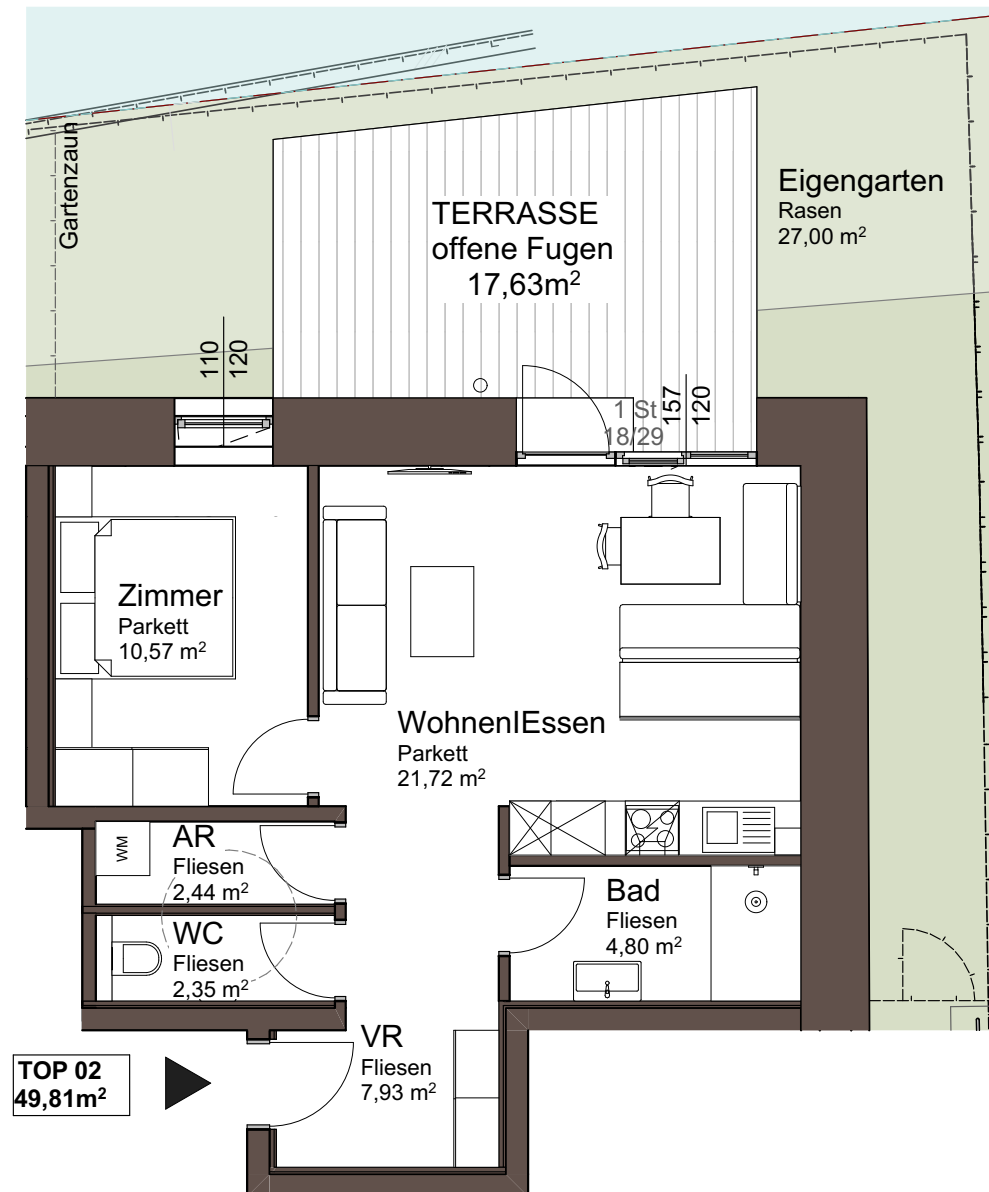 Gartenzaun
TERRASSE
offene Fugen
17,63m²
Eigengarten
Rasen
27,00 m²
110
120
1 St
18/29
157
120
Zimmer
Parkett
10,57 m²
WohnenIEssen
Parkett
21,72 m²
WM
AR
Fliesen
2,44 m²
WC
Fliesen
2,35 m²
Bad
Fliesen
4,80 m²
VR
Fliesen
7,93 m²
TOP 02
49,81m²